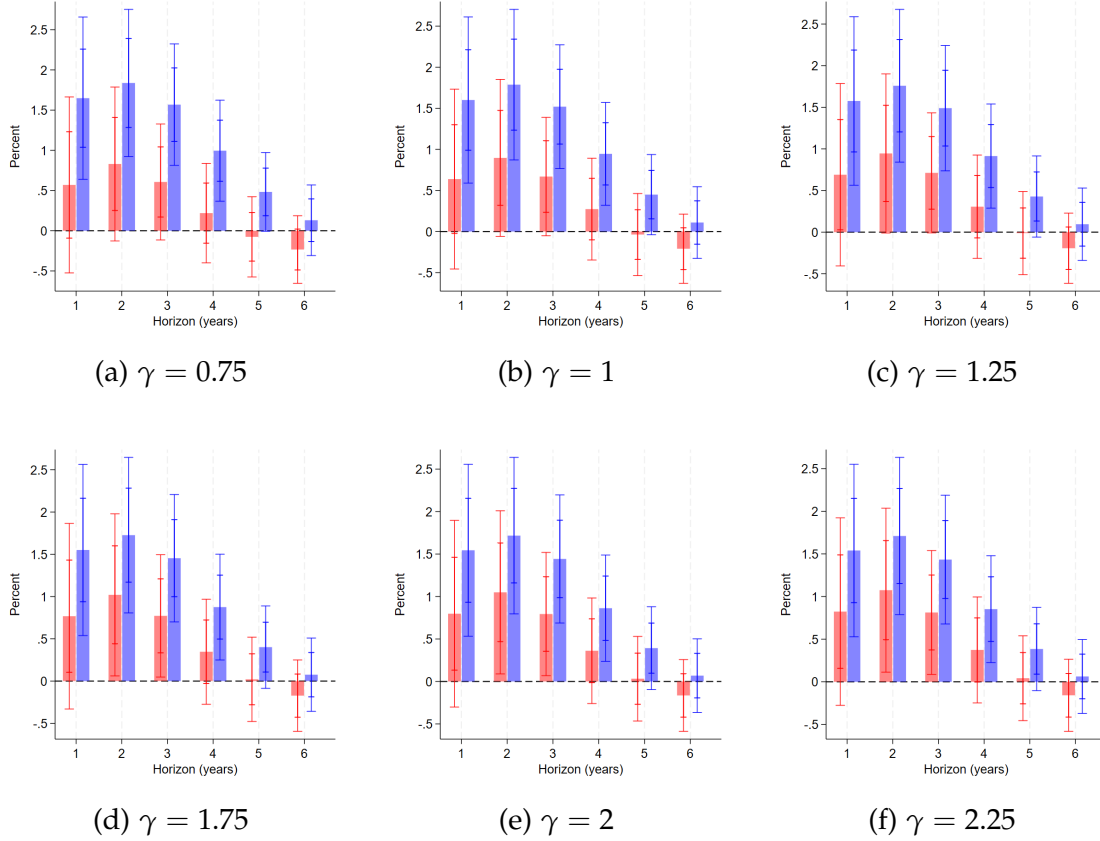 2.5
2
1.5
1
.5
0
-.5
Percent
1 2 3 4 5 6
Horizon (years)
(a) γ = 0.75
2.5
2
1.5
1
.5
0
-.5
Percent
1 2 3 4 5 6
Horizon (years)
(b) γ = 1
2.5
2
1.5
1
.5
0
-.5
Percent
1 2 3 4 5 6
Horizon (years)
(c) γ = 1.25
2.5
2
1.5
1
.5
0
-.5
Percent
1 2 3 4 5 6
Horizon (years)
(d) γ = 1.75
2.5
2
1.5
1
.5
0
-.5
Percent
1 2 3 4 5 6
Horizon (years)
(e) γ = 2
2.5
2
1.5
1
.5
0
-.5
Percent
1 2 3 4 5 6
Horizon (years)
(f) γ = 2.25